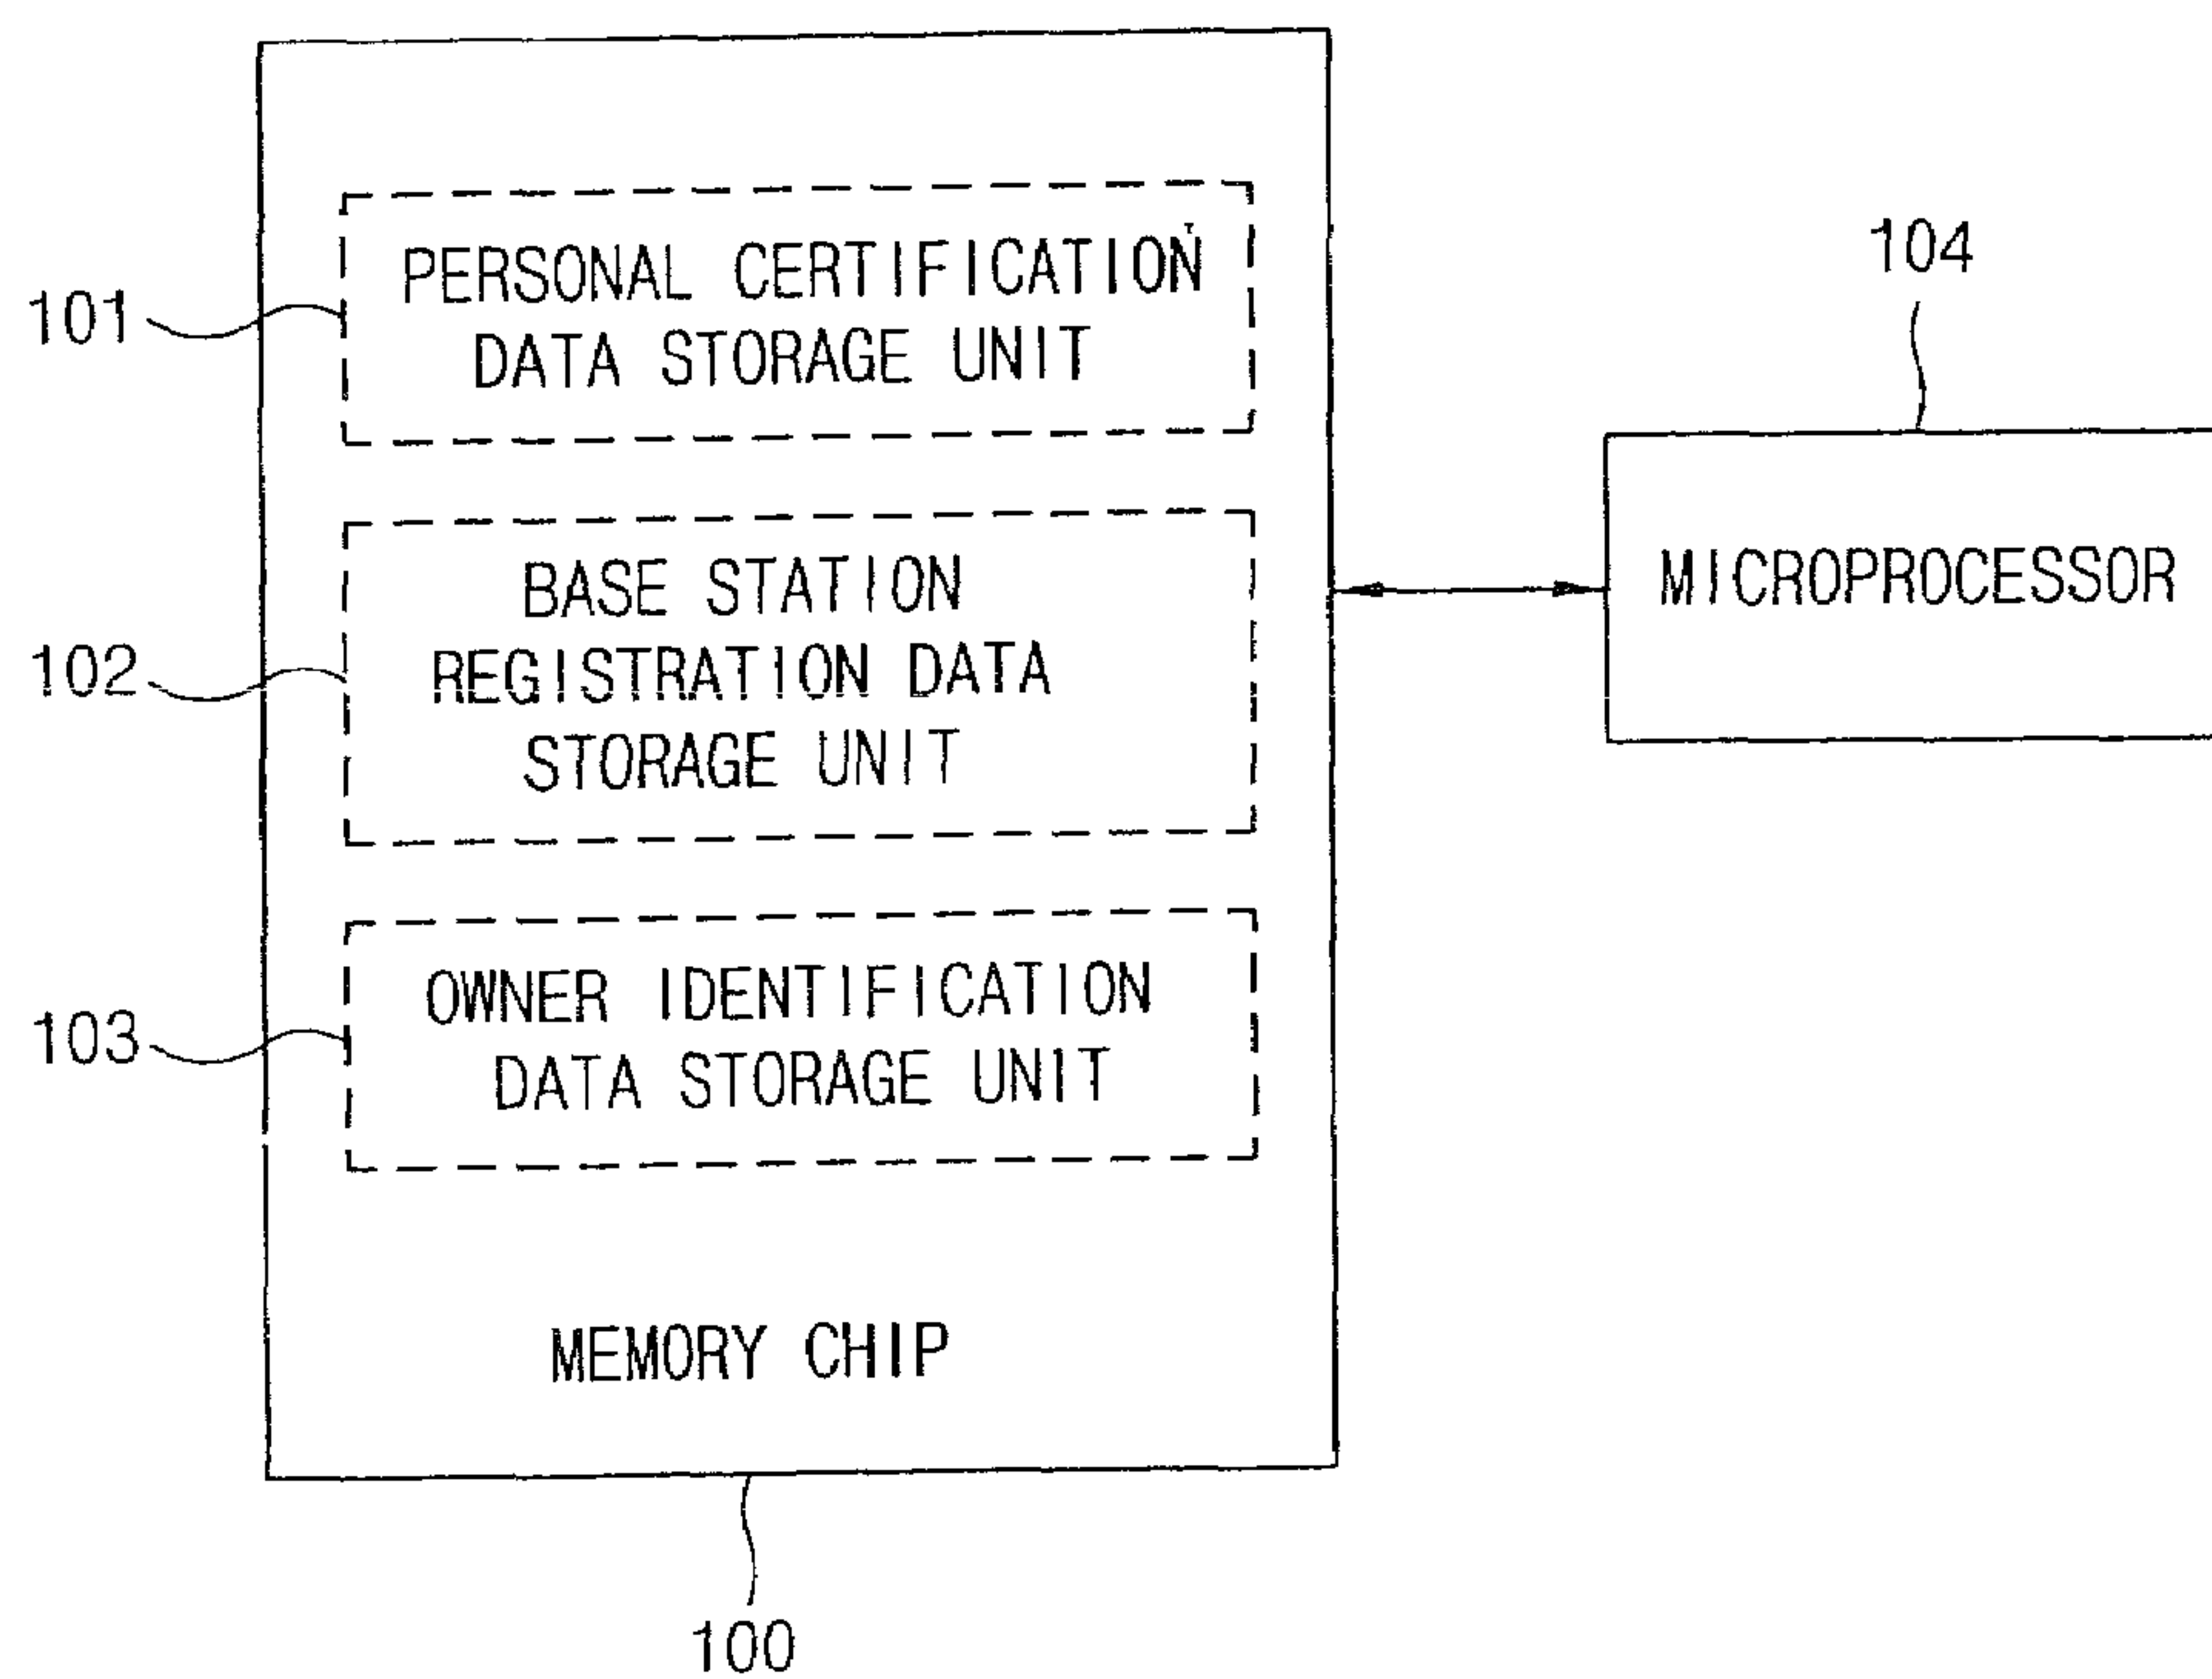 PERSONAL CERTIFICATION
DATA STORAGE UNIT
101
BASE STATION
REGISTRATION DATA
STORAGE UNIT
102
OWNER IDENTIFICATION
DATA STORAGE UNIT
103
MEMORY CHIP
100
104
MICROPROCESSOR